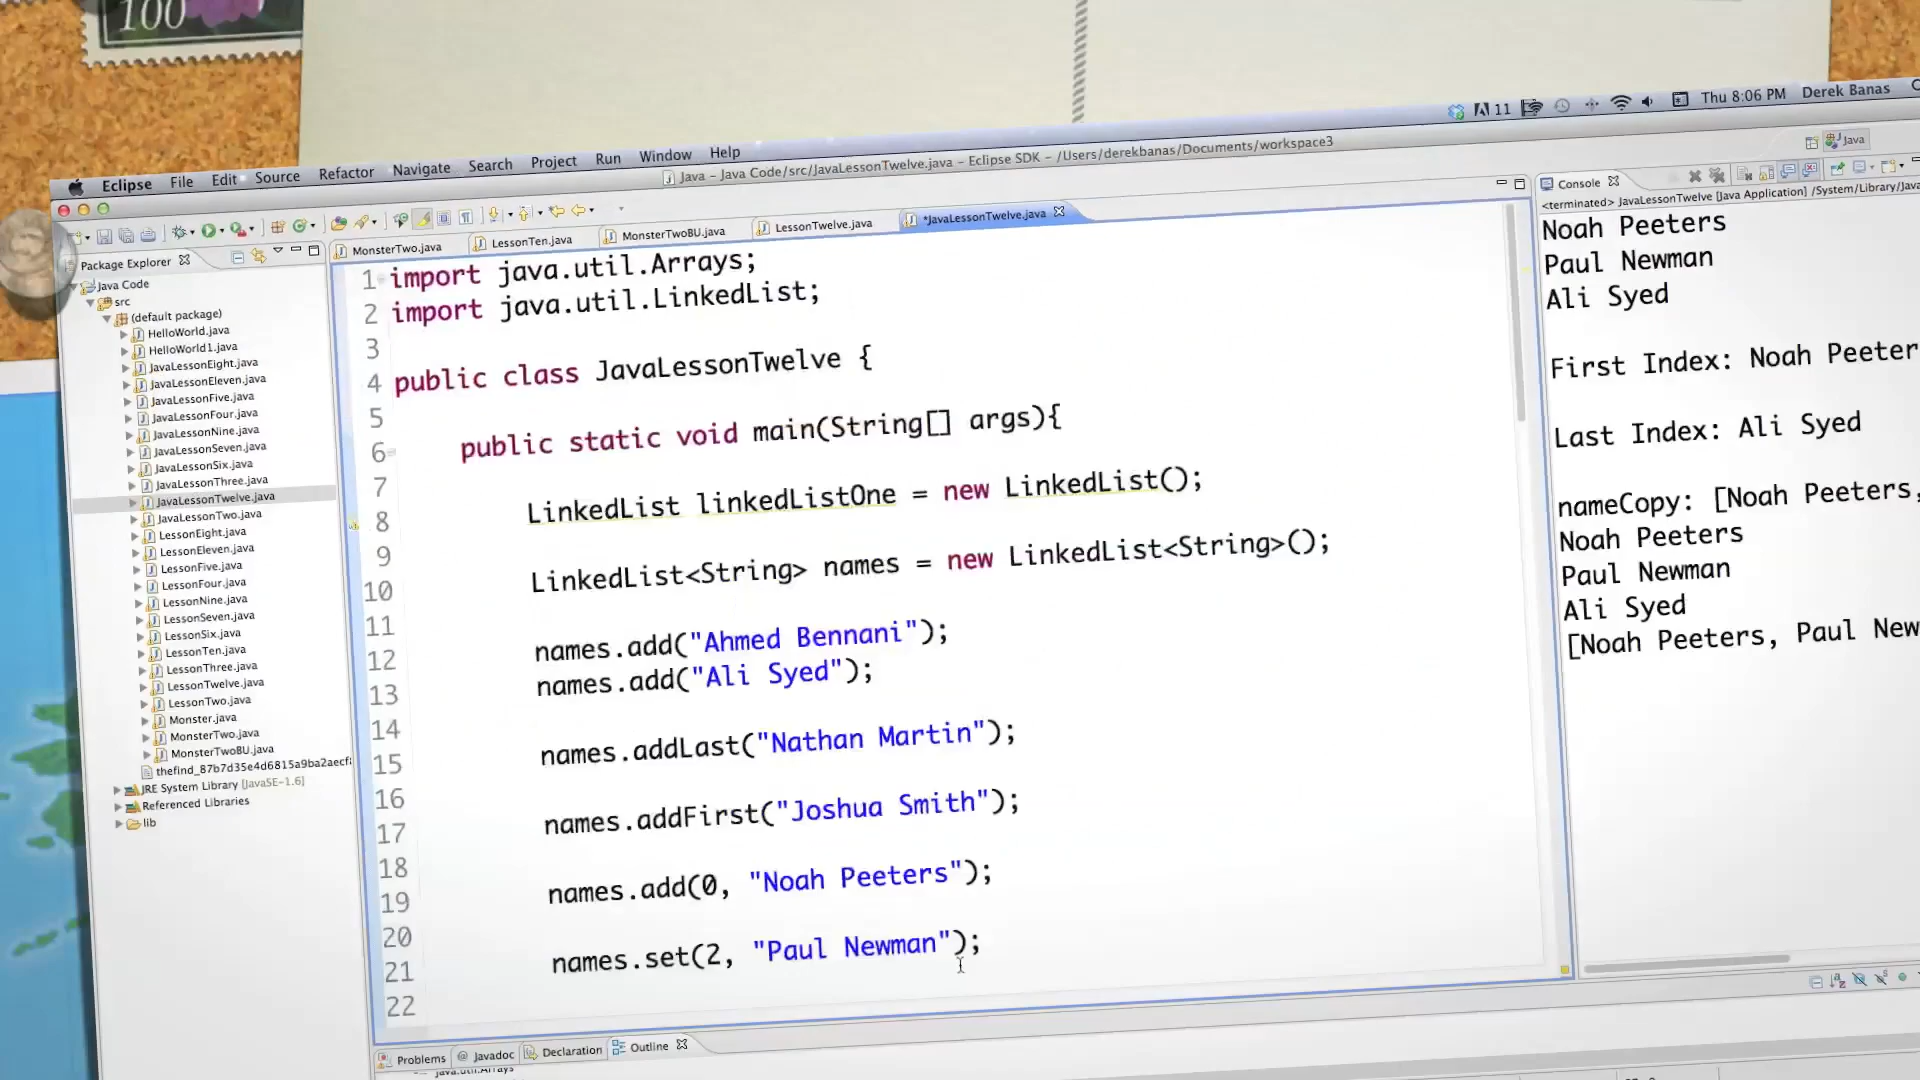 100
Thu 8:06 PM Derek Banas
Eclipse File Edit Source Refactor Navigate Search Project Run Window Help
Java – Java Code/src/JavaLessonTwelve.java – Eclipse SDK – /Users/derekbanas/Documents/workspace3
Java
Package Explorer
MonsterTwo.java LessonTen.java MonsterTwoBU.java LessonTwelve.java *JavaLessonTwelve.java
Java Code
src
(default package)
HelloWorld.java
HelloWorld1.java
JavaLessonEight.java
JavaLessonEleven.java
JavaLessonFive.java
JavaLessonFour.java
JavaLessonNine.java
JavaLessonSeven.java
JavaLessonSix.java
JavaLessonThree.java
JavaLessonTwelve.java
JavaLessonTwo.java
LessonEight.java
LessonEleven.java
LessonFive.java
LessonFour.java
LessonNine.java
LessonSeven.java
LessonSix.java
LessonTen.java
LessonThree.java
LessonTwelve.java
LessonTwo.java
Monster.java
MonsterTwo.java
MonsterTwoBU.java
thefind_87b7d35e4d6815a9ba2aecf
JRE System Library [JavaSE-1.6]
Referenced Libraries
lib
1 import java.util.Arrays;
2 import java.util.LinkedList;
3
4 public class JavaLessonTwelve {
5
6 public static void main(String[] args){
7
8 LinkedList linkedListOne = new LinkedList();
9
10 LinkedList<String> names = new LinkedList<String>();
11
12 names.add("Ahmed Bennani");
13 names.add("Ali Syed");
14
15 names.addLast("Nathan Martin");
16
17 names.addFirst("Joshua Smith");
18
19 names.add(0, "Noah Peeters");
20
21 names.set(2, "Paul Newman");
22
Problems Javadoc Declaration Outline
java.util.Arrays
Console
<terminated> JavaLessonTwelve [Java Application] /System/Library/Java
Noah Peeters
Paul Newman
Ali Syed
First Index: Noah Peeter
Last Index: Ali Syed
nameCopy: [Noah Peeters,
Noah Peeters
Paul Newman
Ali Syed
[Noah Peeters, Paul New